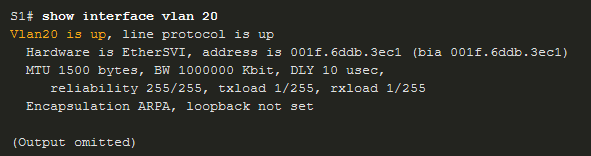 S1# show interface vlan 20
Vlan20 is up, line protocol is up
Hardware is EtherSVI, address is 001f.6ddb.3ec1 (bia 001f.6ddb.3ec1)
MTU 1500 bytes, BW 1000000 Kbit, DLY 10 usec,
reliability 255/255, txload 1/255, rxload 1/255
Encapsulation ARPA, loopback not set
(Output omitted)